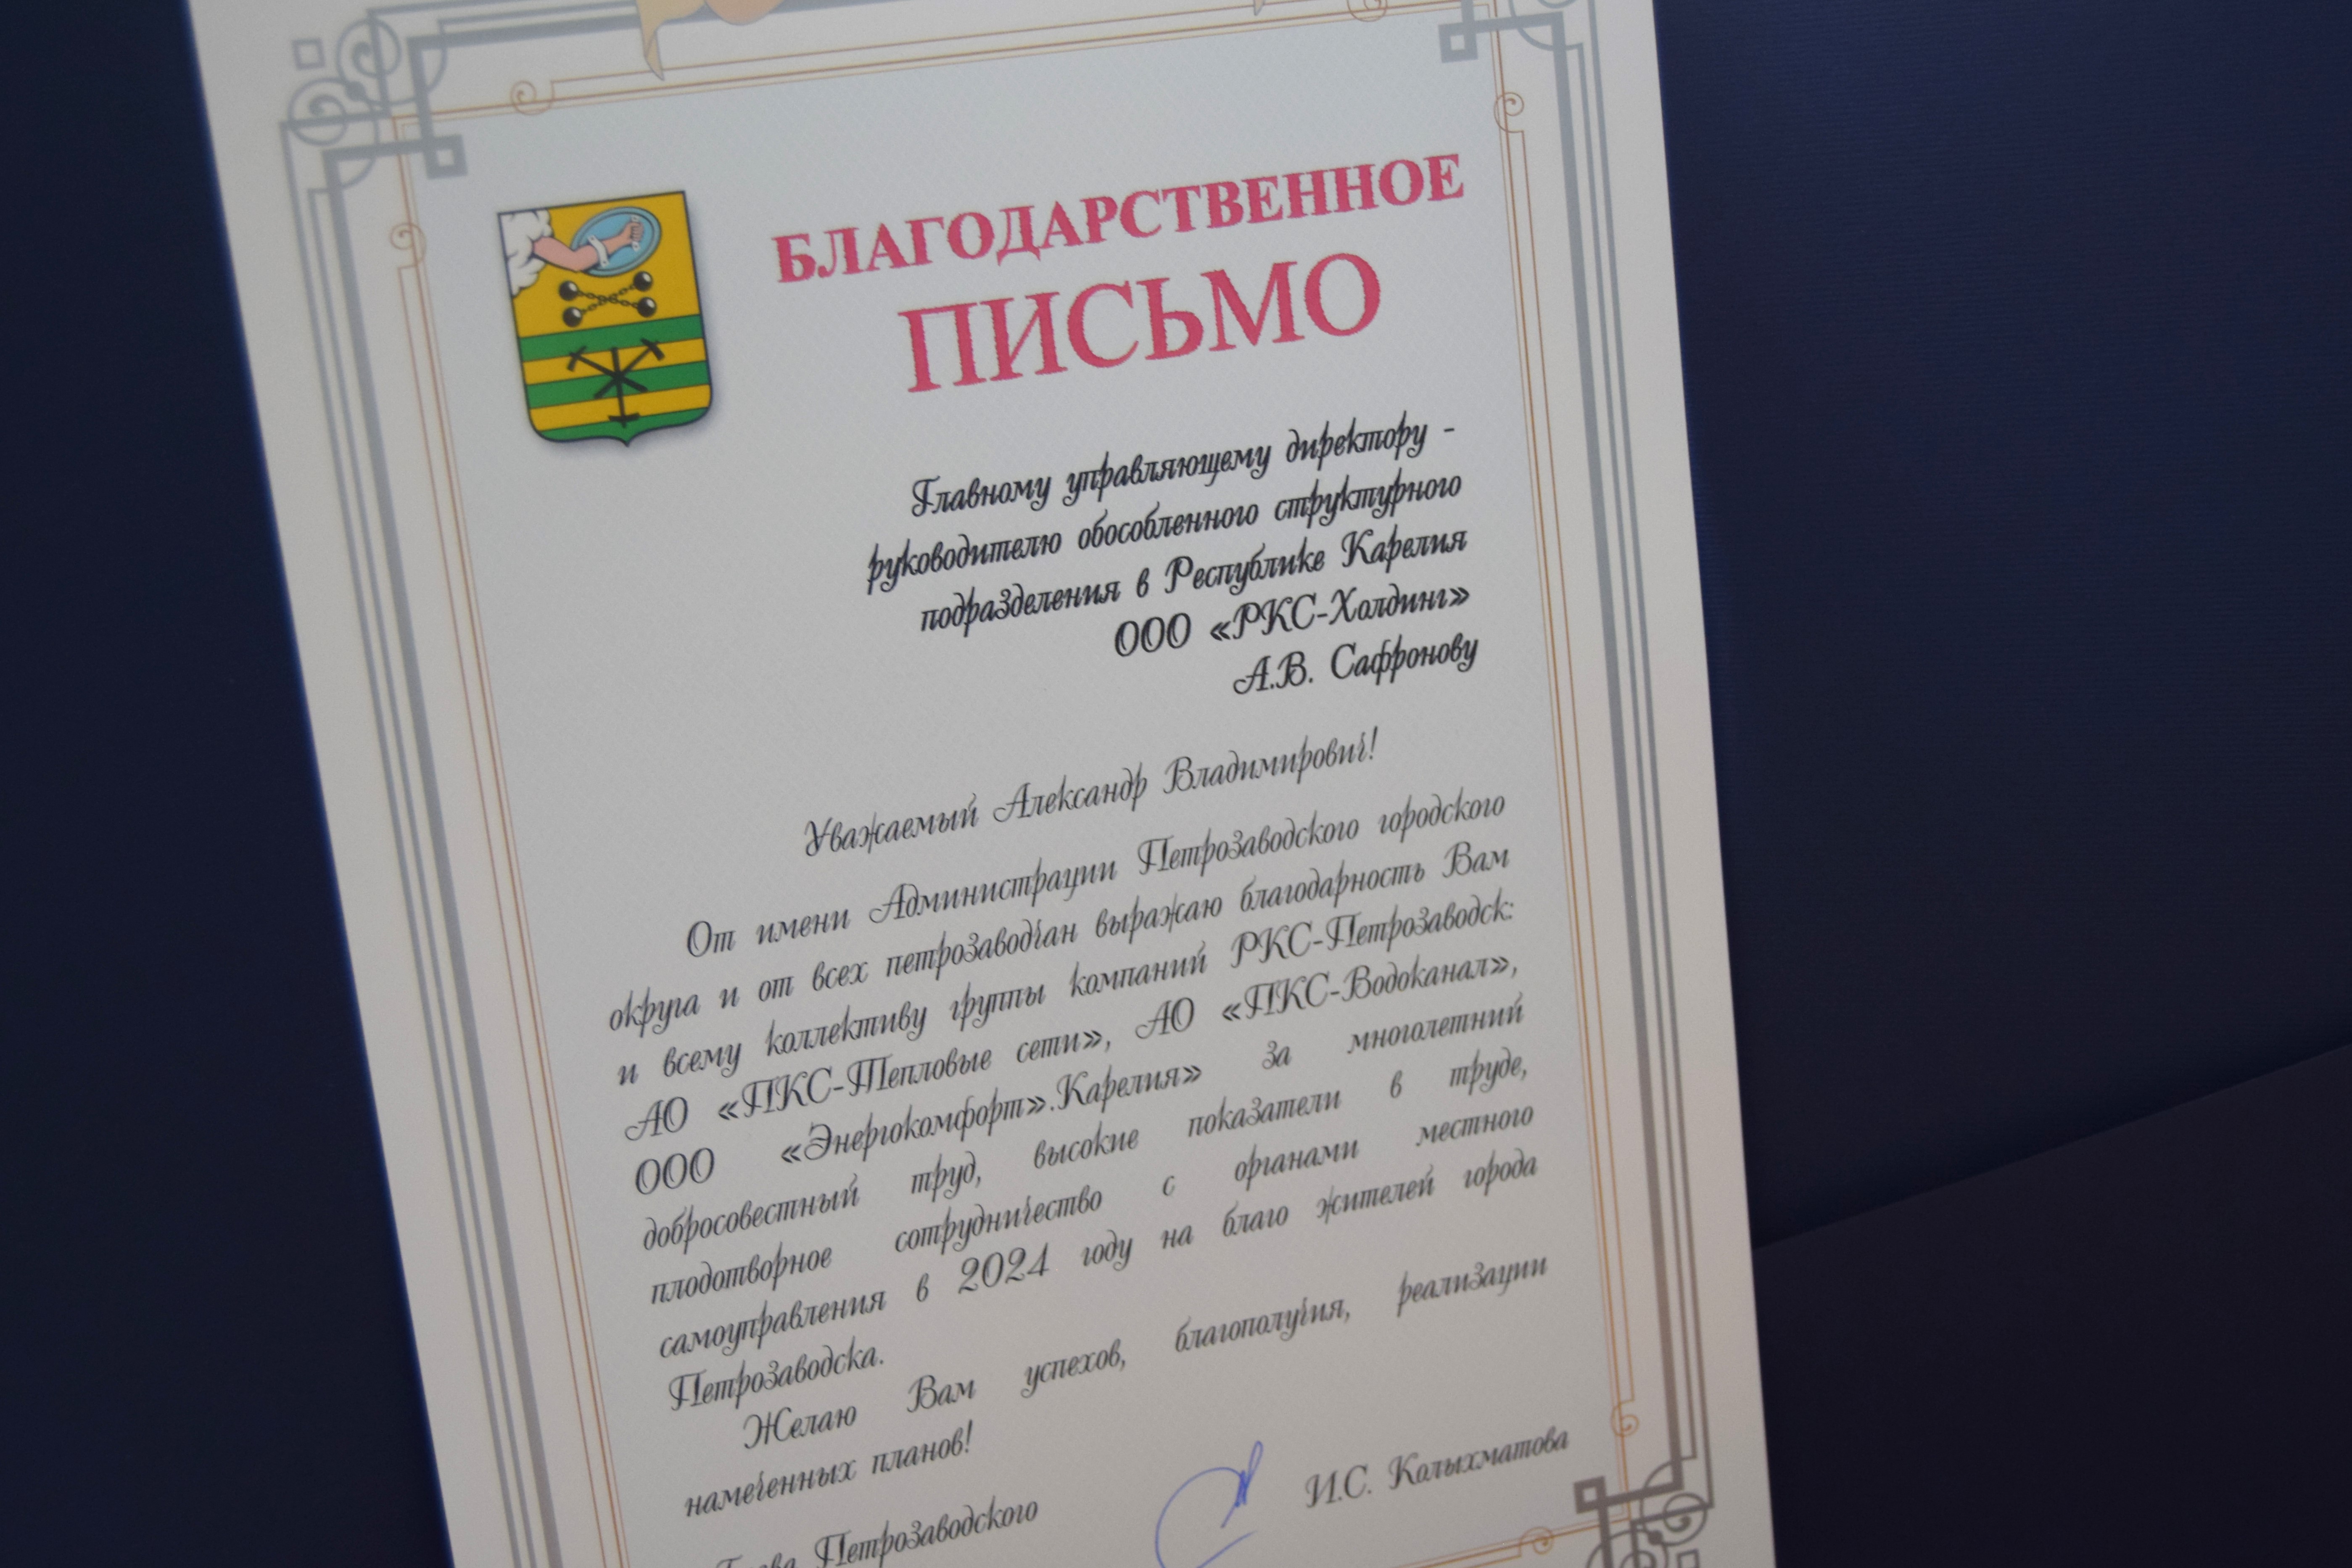 БЛАГОДАРСТВЕННОЕ
ПИСЬМО
Главному управляющему директору -
руководителю обособленного структурного
подразделения в Республике Карелия
ООО «РКС-Холдинг»
А.В. Сафронову
Уважаемый Александр Владимирович!
От имени Администрации Петрозаводского городского
округа и от всех петрозаводчан выражаю благодарность Вам
и всему коллективу группы компаний РКС-Петрозаводск:
АО «ПКС-Тепловые сети», АО «ПКС-Водоканал»,
ООО «Энергокомфорт».Карелия» за многолетний
добросовестный труд, высокие показатели в труде,
плодотворное сотрудничество с органами местного
самоуправления в 2024 году на благо жителей города
Петрозаводска.
Желаю Вам успехов, благополучия, реализации
намеченных планов!
Глава Петрозаводского
И.С. Колыхматова